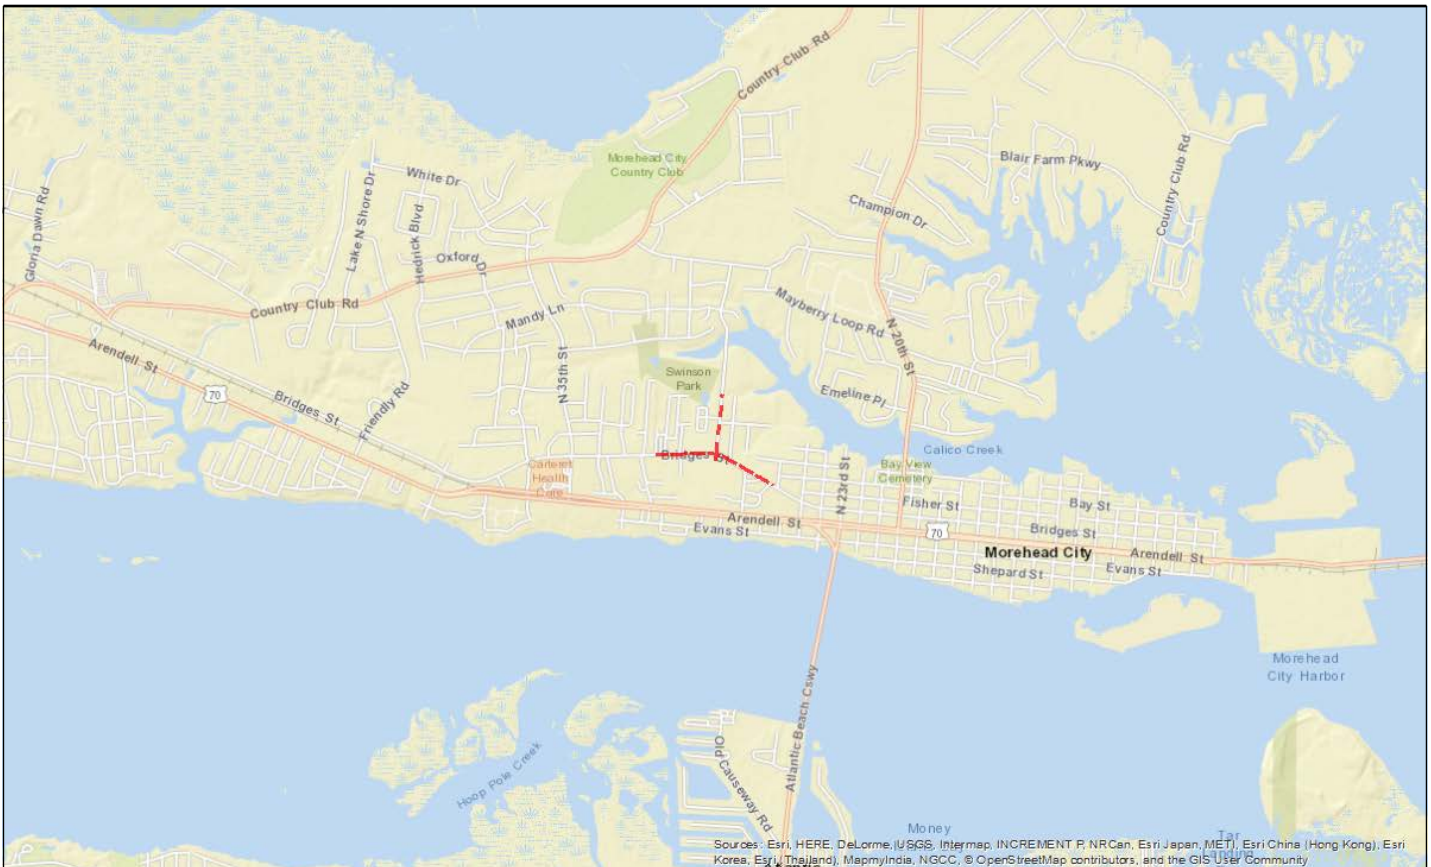 Country Club Rd
Morehead City
Country Club
Blair Farm Pkwy
Country Club Rd
White Dr
Gloria Dawn Rd
Lake N Shore Dr
Hedrick Blvd
Champion Dr
Oxford Dr
Country Club Rd
Mandy Ln
Mayberry Loop Rd
N 20th St
Arendell St
70
Bridges St
Friendly Rd
N 35th St
Swinson
Park
Emeline Pl
Calico Creek
Bridges St
Carteret
Health
Care
N 23rd St
Bay View
Cemetery
Fisher St
Bay St
Arendell St
Evans St
70
Bridges St
Morehead City
Arendell St
Shepard St
Evans St
Morehead
City Harbor
Atlantic Beach Cswy
Hoop Pole Creek
Old Causeway Rd
Money
Tar
Landing
Sources: Esri, HERE, DeLorme, USGS, Intermap, INCREMENT P, NRCan, Esri Japan, METI, Esri China (Hong Kong), Esri
Korea, Esri (Thailand), MapmyIndia, NGCC, © OpenStreetMap contributors, and the GIS User Community